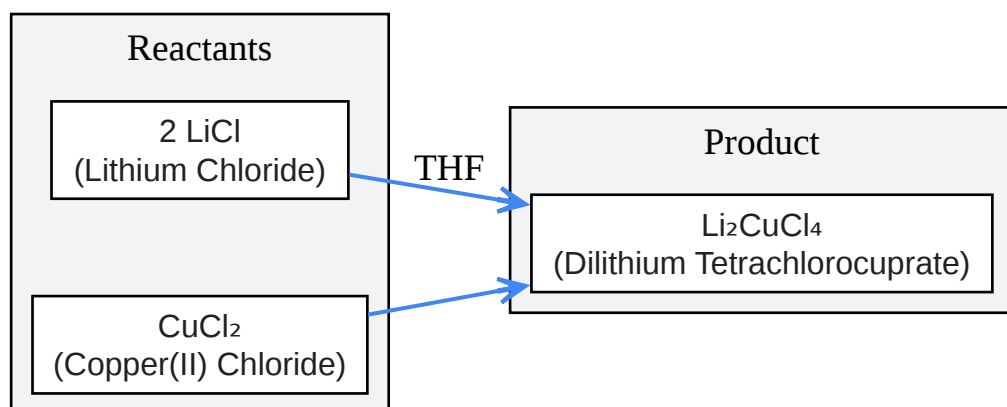 Reactants
2 LiCl
(Lithium Chloride)
THF
CuCl₂
(Copper(II) Chloride)
Product
Li₂CuCl₄
(Dilithium Tetrachlorocuprate)